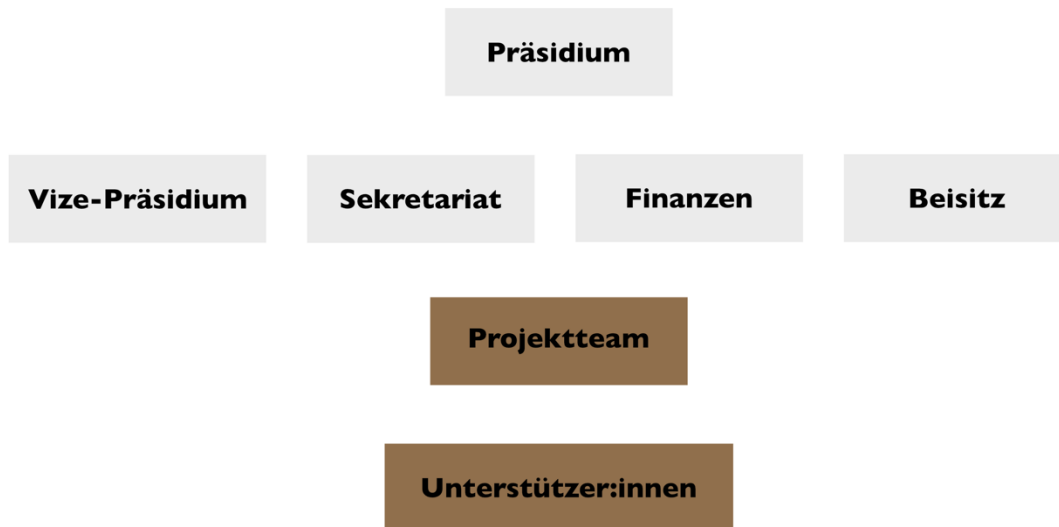 Präsidium
Vize-Präsidium
Sekretariat
Finanzen
Beisitz
Projektteam
Unterstützer:innen